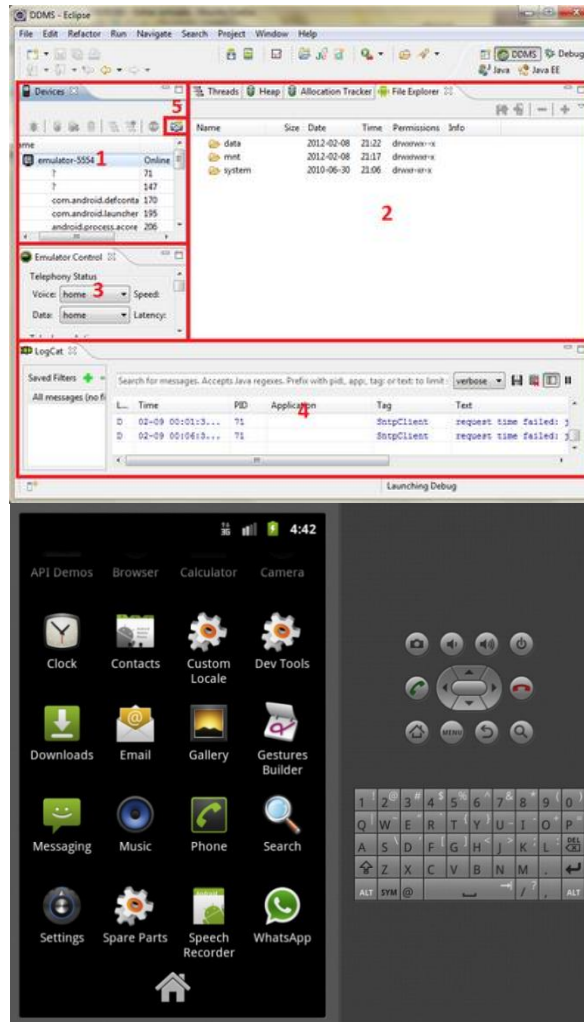 DDMS - Eclipse
File Edit Refactor Run Navigate Search Project Window Help
DDMS Debug
Java Java EE
Devices
5
Threads Heap Allocation Tracker File Explorer
Name Size Date Time Permissions Info
data 2012-02-08 21:22 drwxrwx--x
mnt 2012-02-08 21:17 drwxrwxr-x
system 2010-06-30 21:06 drwxr-xr-x
2
ame
emulator-5554 Online
1
? 71
? 147
com.android.defconta 170
com.android.launcher 195
android.process.acore 206
Emulator Control
Telephony Status
Voice: home Speed:
3
Data: home Latency:
LogCat
Saved Filters
All messages (no fi
Search for messages. Accepts Java regexes. Prefix with pid:, app:, tag: or text: to limit verbose
L... Time PID Application Tag Text
4
D 02-09 00:01:3... 71 SntpClient request time failed: j
D 02-09 00:06:3... 71 SntpClient request time failed: j
Launching Debug
3G 4:42
API Demos Browser Calculator Camera
Clock Contacts Custom Locale Dev Tools
Downloads Email Gallery Gestures Builder
Messaging Music Phone Search
Settings Spare Parts Speech Recorder WhatsApp
MENU
1 ! 2 @ 3 # 4 $ 5 % 6 ^ 7 & 8 * 9 ( 0 )
Q W E R T Y U I O P
A S D F G H J K L DEL
Z X C V B N M .
ALT SYM @ / ? , ALT